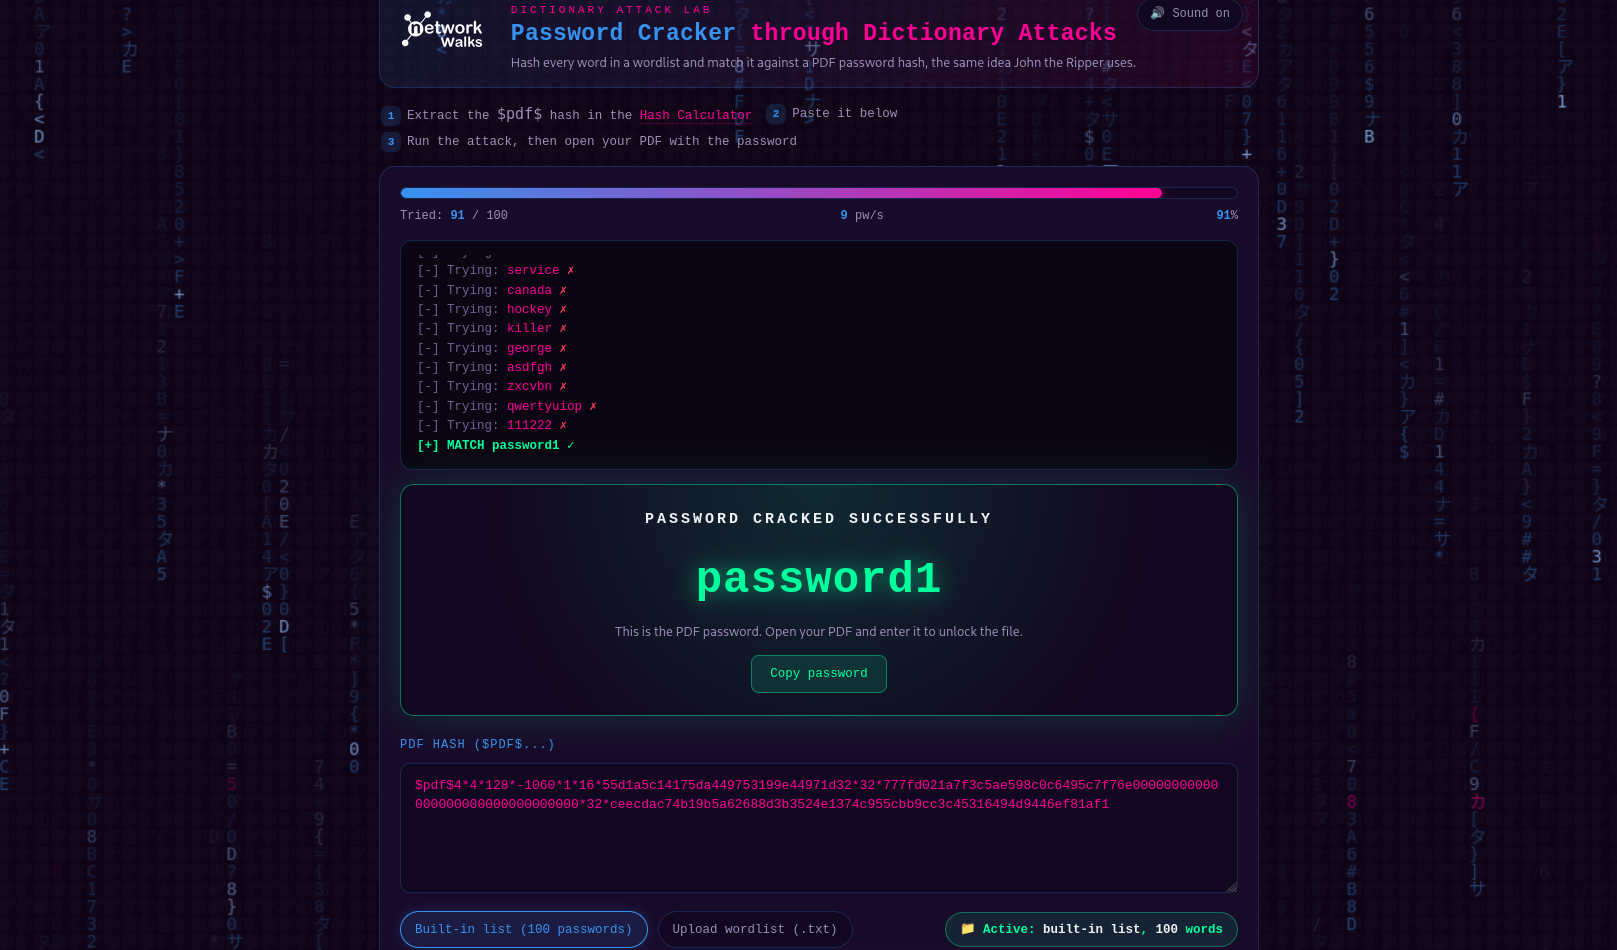 DICTIONARY ATTACK LAB
network
Walks
Password Cracker through Dictionary Attacks
🔊 Sound on
Hash every word in a wordlist and match it against a PDF password hash, the same idea John the Ripper uses.
1 Extract the $pdf$ hash in the Hash Calculator 2 Paste it below
3 Run the attack, then open your PDF with the password
Tried: 91 / 100 9 pw/s 91%
[-] Trying: service ✗
[-] Trying: canada ✗
[-] Trying: hockey ✗
[-] Trying: killer ✗
[-] Trying: george ✗
[-] Trying: asdfgh ✗
[-] Trying: zxcvbn ✗
[-] Trying: qwertyuiop ✗
[-] Trying: 111222 ✗
[+] MATCH password1 ✓
PASSWORD CRACKED SUCCESSFULLY
password1
This is the PDF password. Open your PDF and enter it to unlock the file.
Copy password
PDF HASH ($PDF$...)
$pdf$4*4*128*-1060*1*16*55d1a5c14175da449753199e44971d32*32*777fd021a7f3c5ae598c0c6495c7f76e00000000000
000000000000000000000*32*ceecdac74b19b5a62688d3b3524e1374c955cbb9cc3c45316494d9446ef81af1
Built-in list (100 passwords) Upload wordlist (.txt) 📁 Active: built-in list, 100 words